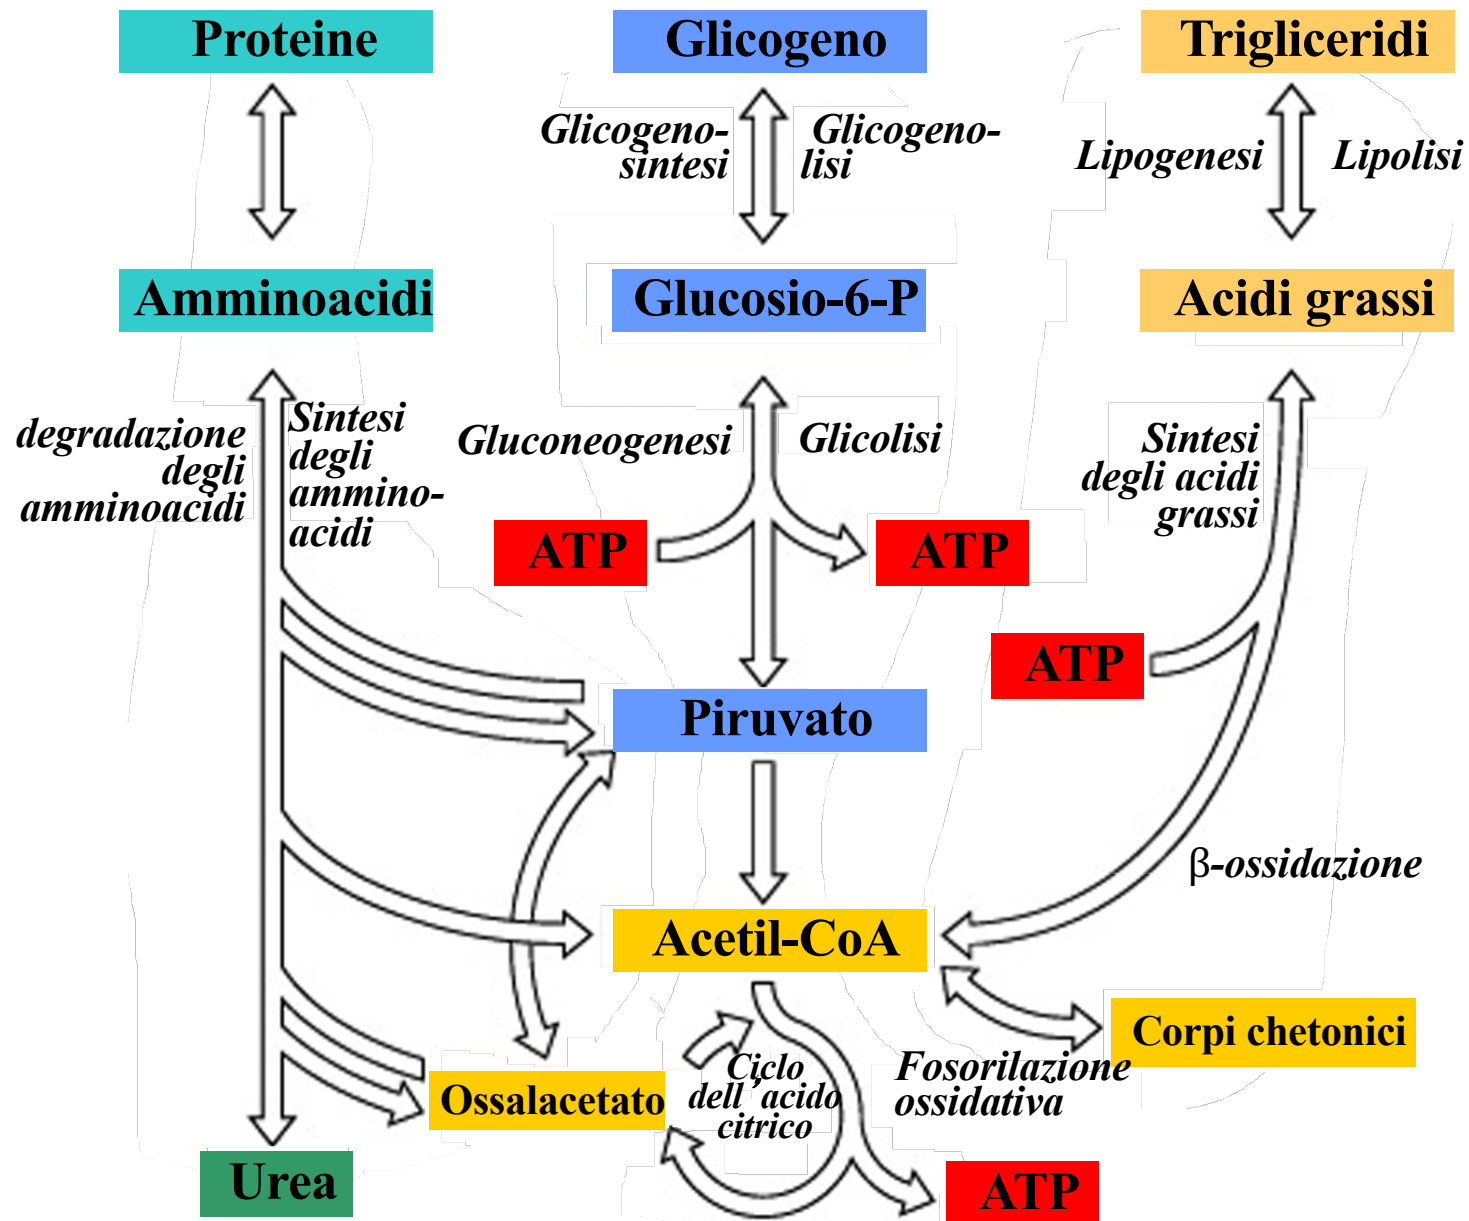 Proteine
Glicogeno
Trigliceridi
Glicogeno-
sintesi
Glicogeno-
lisi
Lipogenesi
Lipolisi
Amminoacidi
Glucosio-6-P
Acidi grassi
degradazione
degli
amminoacidi
Sintesi
degli
ammino-
acidi
Gluconeogenesi
Glicolisi
Sintesi
degli acidi
grassi
ATP
ATP
ATP
Piruvato
β-ossidazione
Acetil-CoA
Corpi chetonici
Ossalacetato
Ciclo
dell'acido
citrico
Fosorilazione
ossidativa
Urea
ATP